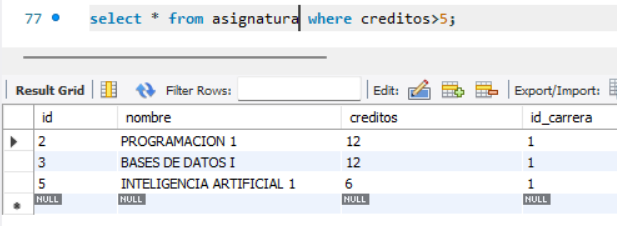 77 select * from asignatura where creditos>5;
Result Grid Filter Rows: Edit: Export/Import:
id nombre creditos id_carrera
2 PROGRAMACION 1 12 1
3 BASES DE DATOS I 12 1
5 INTELIGENCIA ARTIFICIAL 1 6 1
NULL NULL NULL NULL